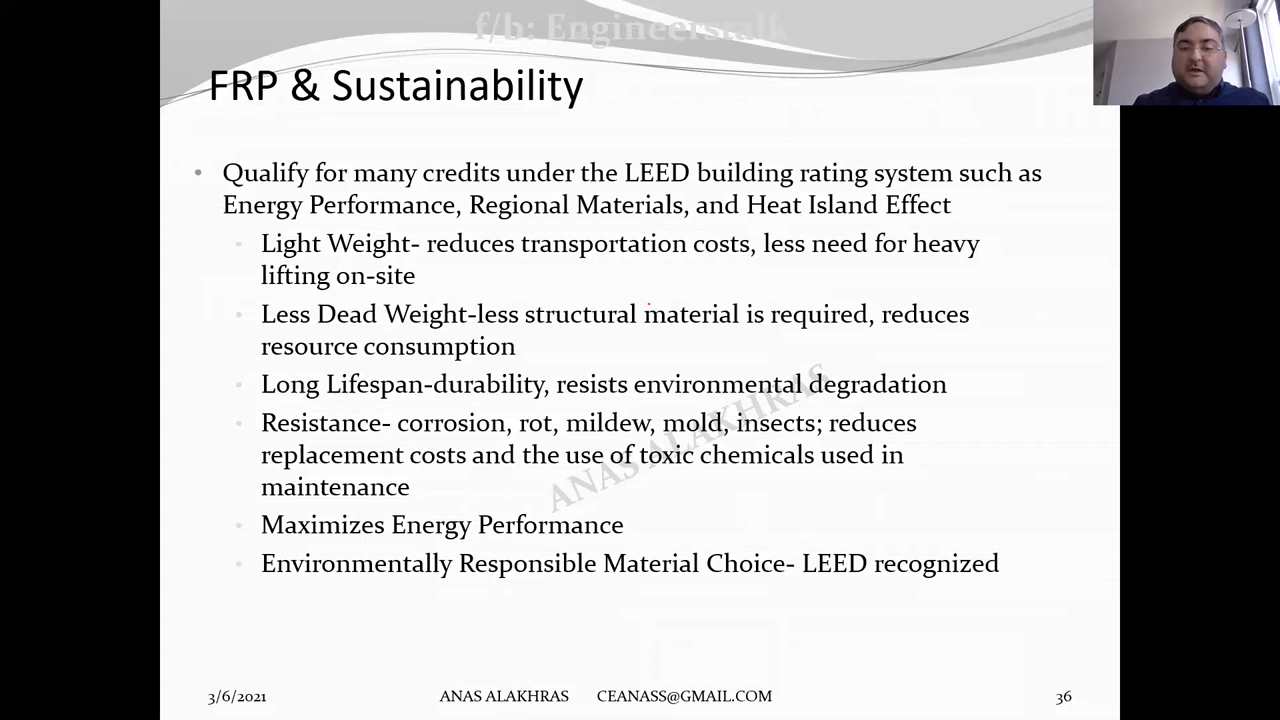 f/b: Engineerstalk
FRP & Sustainability
• Qualify for many credits under the LEED building rating system such as
Energy Performance, Regional Materials, and Heat Island Effect
• Light Weight- reduces transportation costs, less need for heavy
lifting on-site
• Less Dead Weight-less structural material is required, reduces
resource consumption
• Long Lifespan-durability, resists environmental degradation
• Resistance- corrosion, rot, mildew, mold, insects; reduces
replacement costs and the use of toxic chemicals used in
maintenance
• Maximizes Energy Performance
• Environmentally Responsible Material Choice- LEED recognized
ANAS ALAKHRAS
3/6/2021 ANAS ALAKHRAS CEANASS@GMAIL.COM 36